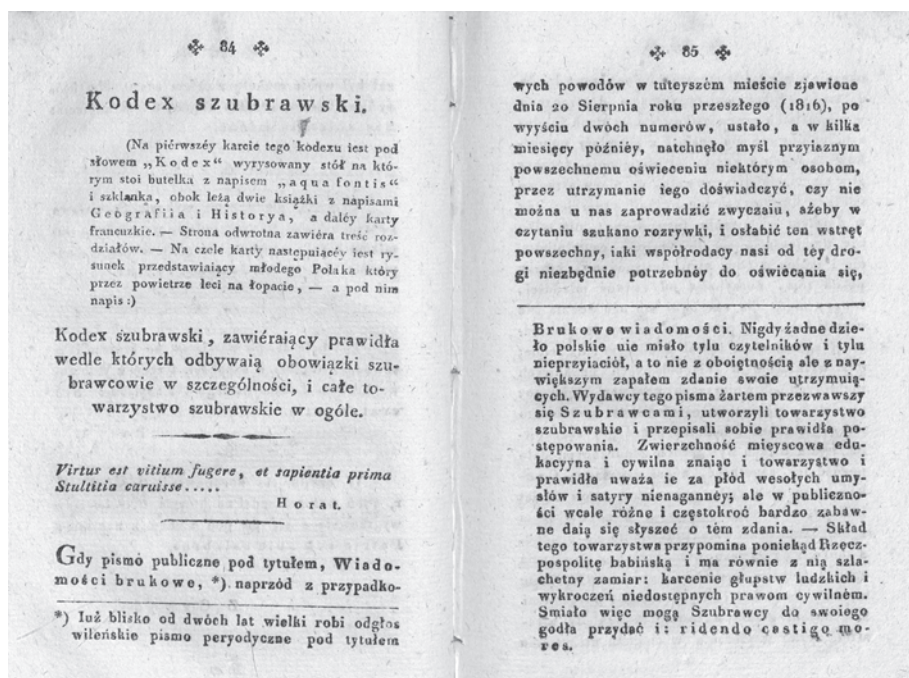 84
Kodex szubrawski.
(Na piérwszéy karcie tego kodexu iest pod
słowem „Kodex“ wyrysowany stół na któ-
rym stoi butelka z napisem „aqua fontis“
i szklanka, obok leżą dwie książki z napisami
Geografiia i Historya, a daléy karty
francuzkie. — Strona odwrotna zawiéra treść roz-
działów. — Na czele karty następuiącéy iest ry-
sunek przedstawiaiący młodego Polaka który
przez powietrze leci na łopacie, — a pod nim
napis:)
Kodex szubrawski, zawiéraiący prawidła
wedle których odbywaią obowiązki szu-
brawcowie w szczególności, i całe to-
warzystwo szubrawskie w ogóle.
Virtus est vitium fugere, et sapientia prima
Stultitia caruisse.....
Horat.
Gdy pismo publiczne pod tytułem, Wiado-
mości brukowe, *) naprzód z przypadko-
*) Iuż blisko od dwóch lat wielki robi odgłos
wileńskie pismo peryodyczne pod tytułem
85
wych powodów w tuteyszém mieście zjawione
dnia 20 Sierpnia roku przeszłego (1816), po
wyyściu dwóch numerów, ustało, a w kilka
miesięcy późniéy, natchnęło myśl przyiaznym
powszechnemu oświeceniu niektórym osobom,
przez utrzymanie iego doświadczyć, czy nie
można u nas zaprowadzić zwyczaiu, ażeby w
czytaniu szukano rozrywki, i osłabić ten wstręt
powszechny, iaki współrodacy nasi od téy dro-
gi niezbędnie potrzebnéy do oświécania się,
Brukowe wiadomości. Nigdy żadne dzie-
ło polskie nie miało tylu czytelników i tylu
nieprzyiaciół, a to nie z oboiętnością ale z nay-
większym zapałem zdanie swoie utrzymuią-
cych. Wydawcy tego pisma żartem przezwawszy
się Szubrawcami, utworzyli towarzystwo
szubrawskie i przepisali sobie prawidła po-
stępowania. Zwierzchność mieyscowa edu-
kacyyna i cywilna znaiąc i towarzystwo i
prawidła uważa ie za płód wesołych umy-
słów i satyry nienagannéy; ale w publiczno-
ści wcale różne i częstokroć bardzo zabaw-
ne daią się słyszeć o tém zdania. — Skład
tego towarzystwa przypomina poniekąd Rzecz-
pospolitę babińską i ma równie z nią szla-
chetny zamiar: karcenie głupstw ludzkich i
wykroczeń niedostępnych prawom cywilném.
Śmiało więc mogą Szubrawcy do swoiego
godła przydać i: ridendo castigo mo-
res.